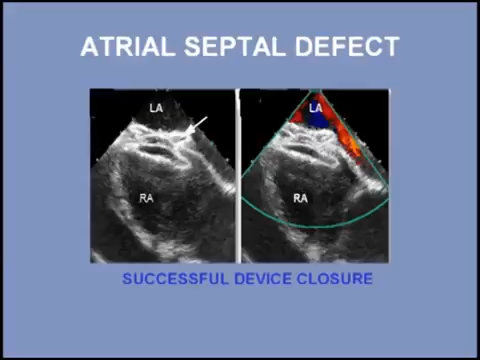 ATRIAL SEPTAL DEFECT
LA
LA
RA
RA
SUCCESSFUL DEVICE CLOSURE